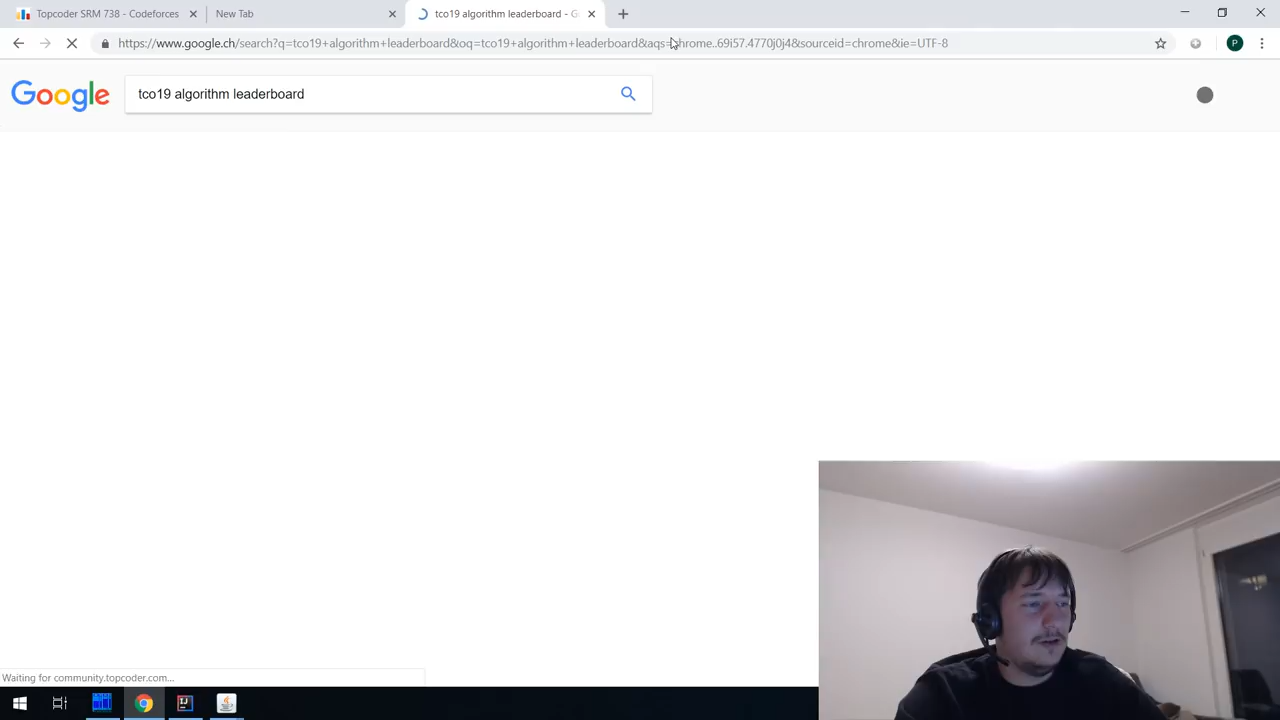 Topcoder SRM 738 - Codeforces
New Tab
tco19 algorithm leaderboard - G
https://www.google.ch/search?q=tco19+algorithm+leaderboard&oq=tco19+algorithm+leaderboard&aqs=chrome..69i57.4770j0j4&sourceid=chrome&ie=UTF-8
P
Google
tco19 algorithm leaderboard
Waiting for community.topcoder.com...